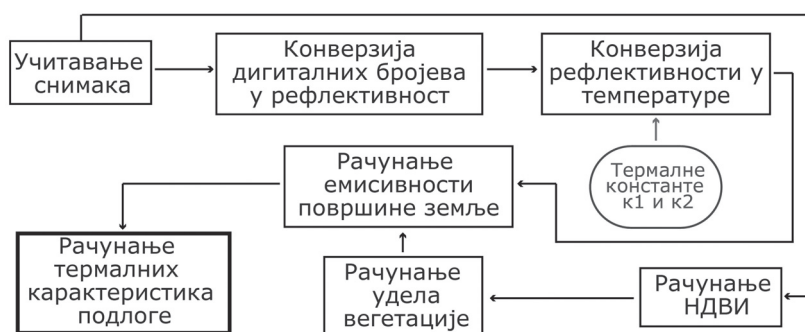 Учитавање
снимака
Конверзија
дигиталних бројева
у рефлективност
Конверзија
рефлективности у
температуре
Термалне
константе
к1 и к2
Рачунање
емисивности
површине земље
Рачунање
термалних
карактеристика
подлоге
Рачунање
удела
вегетације
Рачунање
НДВИ